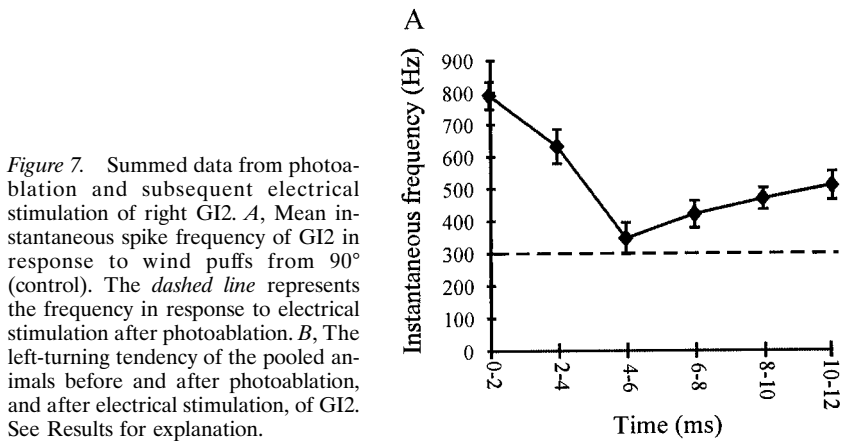 Figure 7. Summed data from photoa-
blation and subsequent electrical
stimulation of right GI2. A, Mean in-
stantaneous spike frequency of GI2 in
response to wind puffs from 90°
(control). The dashed line represents
the frequency in response to electrical
stimulation after photoablation. B, The
left-turning tendency of the pooled an-
imals before and after photoablation,
and after electrical stimulation, of GI2.
See Results for explanation.
A
Instantaneous frequency (Hz)
900
800
700
600
500
400
300
200
100
0
0-2
2-4
4-6
6-8
8-10
10-12
Time (ms)